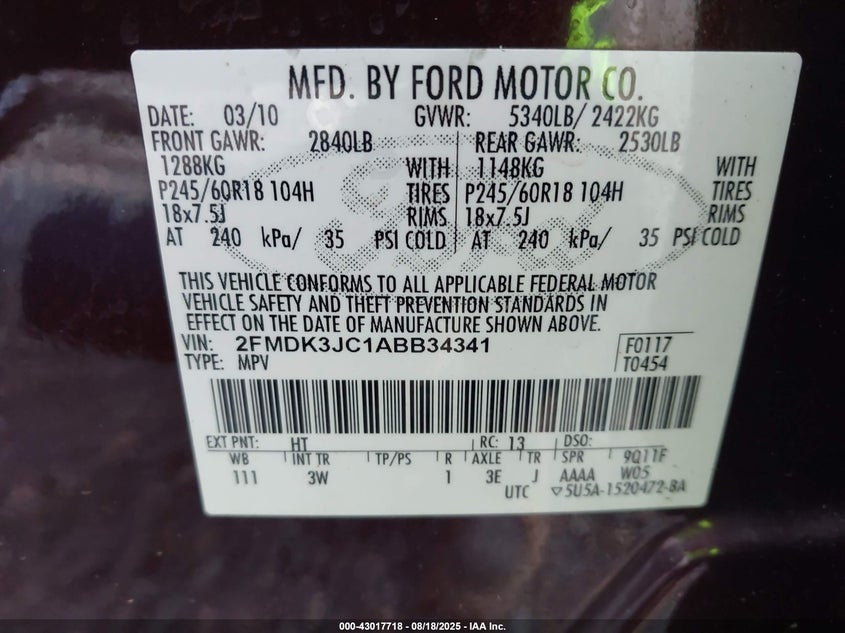 MFD. BY FORD MOTOR CO.
DATE: 03/10 GVWR: 5340LB/ 2422KG
FRONT GAWR: 2840LB REAR GAWR: 2530LB
1288KG WITH 1148KG WITH
P245/60R18 104H TIRES P245/60R18 104H TIRES
18x7.5J RIMS 18x7.5J RIMS
AT 240 kPa/ 35 PSI COLD AT 240 kPa/ 35 PSI COLD
THIS VEHICLE CONFORMS TO ALL APPLICABLE FEDERAL MOTOR
VEHICLE SAFETY AND THEFT PREVENTION STANDARDS IN
EFFECT ON THE DATE OF MANUFACTURE SHOWN ABOVE.
VIN: 2FMDK3JC1ABB34341 F0117
TYPE: MPV T0454
EXT PNT: HT RC: 13 DSO:
WB INT TR TP/PS R AXLE TR SPR 9Q11F
111 3W 1 3E J AAAA W05
UTC ▽5U5A-1520472-BA
000-43017718 - 08/18/2025 - IAA Inc.